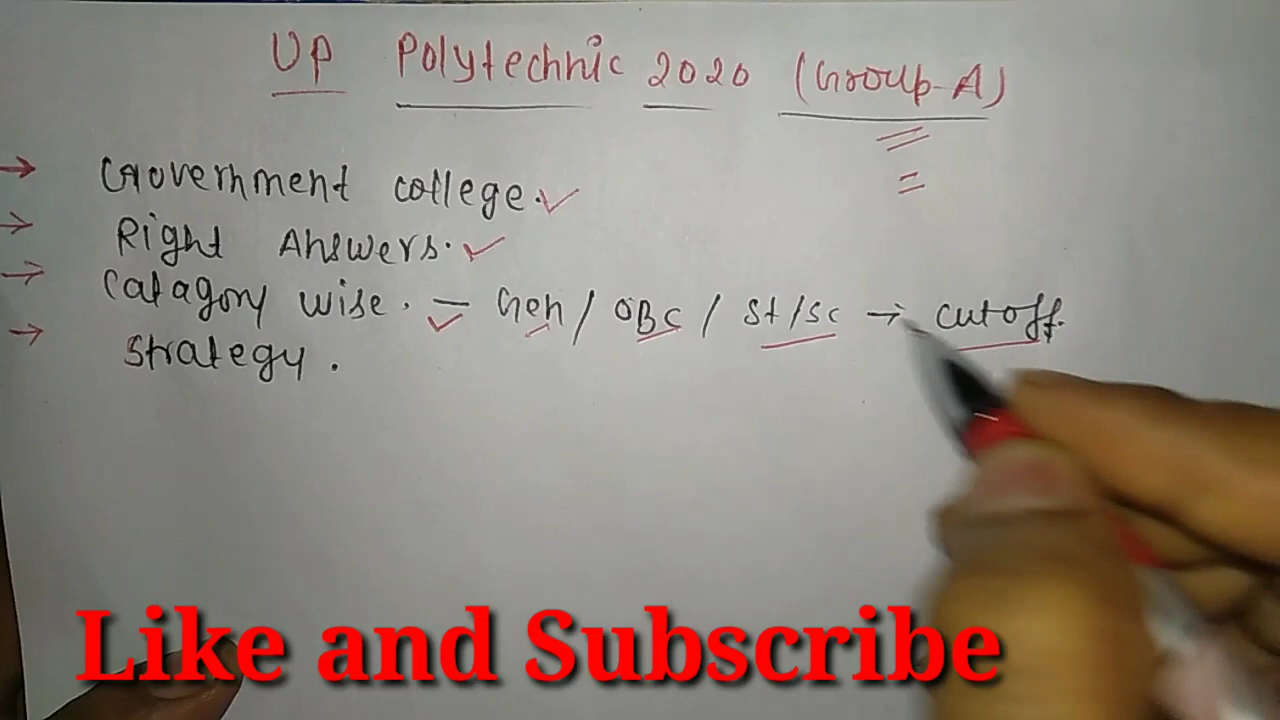 UP Polytechnic 2020 (Group-A)
→ Government college. ✓
→ Right Answers. ✓
→ Catagory wise. = Gen / OBC / St/Sc → cutoff.
→ Strategy.
Like and Subscribe